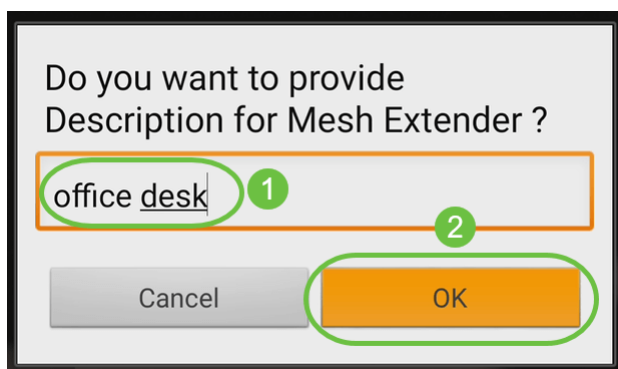 Do you want to provide
Description for Mesh Extender ?
office desk
1
2
Cancel
OK